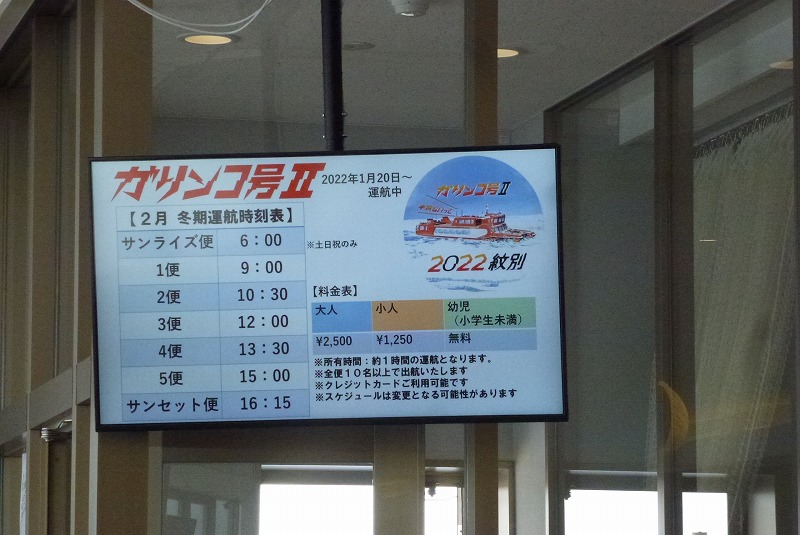 ガリンコ号Ⅱ
2022年1月20日～
運航中
【２月 冬期運航時刻表】
サンライズ便 6：00
※土日祝のみ
1便 9：00
2便 10：30
3便 12：00
4便 13：30
5便 15：00
サンセット便 16：15
ガリンコ号Ⅱ
2022紋別
【料金表】
大人 小人 幼児
（小学生未満）
¥2,500 ¥1,250 無料
※所有時間：約１時間の運航となります。
※全便１０名以上で出航いたします
※クレジットカードご利用可能です
※スケジュールは変更となる可能性があります